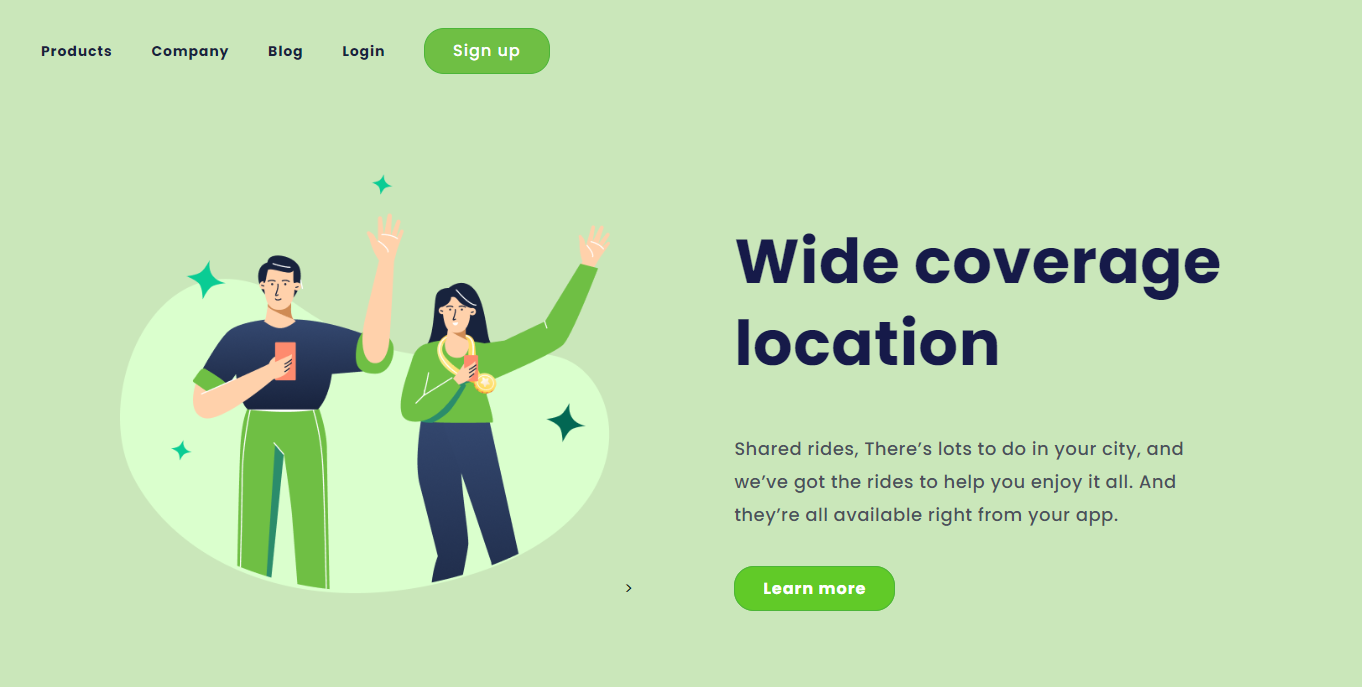 Products Company Blog Login Sign up
Wide coverage
location
Shared rides, There’s lots to do in your city, and
we’ve got the rides to help you enjoy it all. And
they’re all available right from your app.
>
Learn more